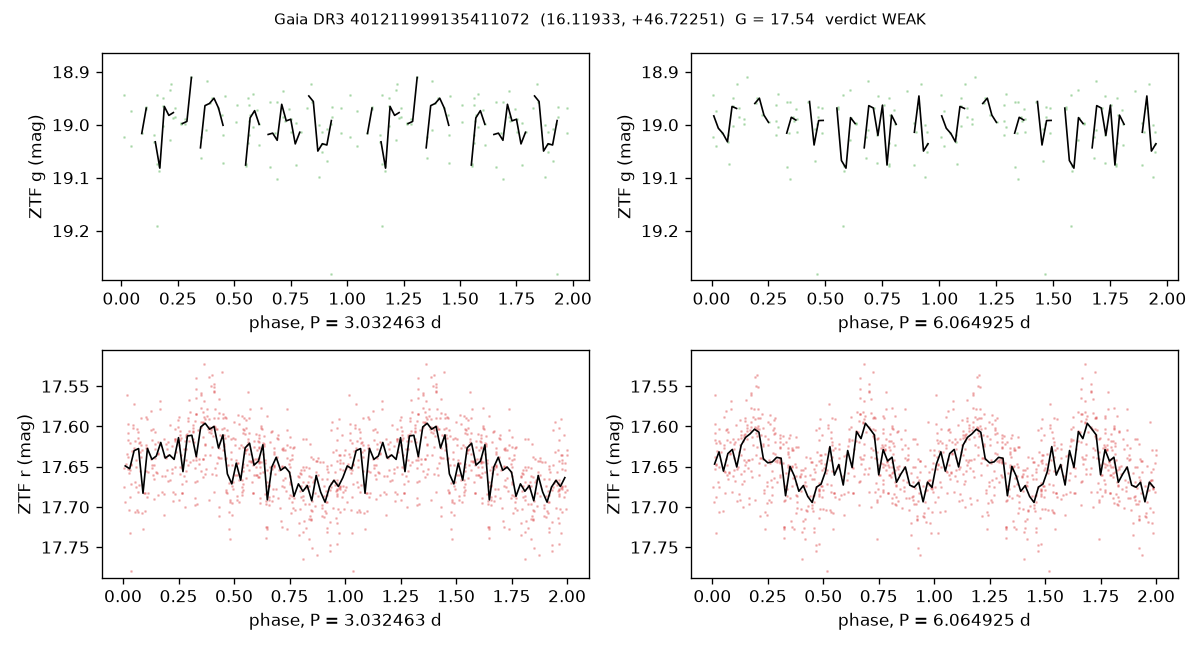 Gaia DR3 401211999135411072 (16.11933, +46.72251) G = 17.54 verdict WEAK
ZTF g (mag)
18.9
19.0
19.1
19.2
0.00 0.25 0.50 0.75 1.00 1.25 1.50 1.75 2.00
phase, P = 3.032463 d
ZTF g (mag)
18.9
19.0
19.1
19.2
0.00 0.25 0.50 0.75 1.00 1.25 1.50 1.75 2.00
phase, P = 6.064925 d
ZTF r (mag)
17.55
17.60
17.65
17.70
17.75
0.00 0.25 0.50 0.75 1.00 1.25 1.50 1.75 2.00
phase, P = 3.032463 d
ZTF r (mag)
17.55
17.60
17.65
17.70
17.75
0.00 0.25 0.50 0.75 1.00 1.25 1.50 1.75 2.00
phase, P = 6.064925 d